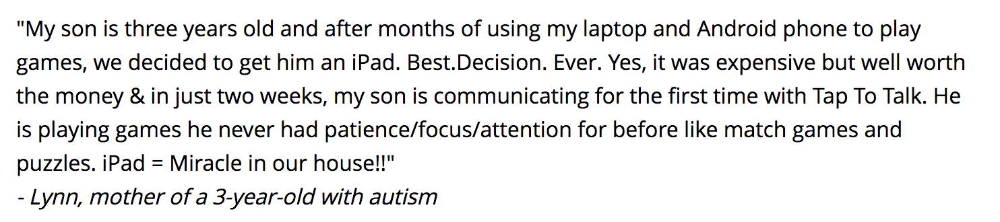 "My son is three years old and after months of using my laptop and Android phone to play
games, we decided to get him an iPad. Best.Decision. Ever. Yes, it was expensive but well worth
the money & in just two weeks, my son is communicating for the first time with Tap To Talk. He
is playing games he never had patience/focus/attention for before like match games and
puzzles. iPad = Miracle in our house!!"
- Lynn, mother of a 3-year-old with autism